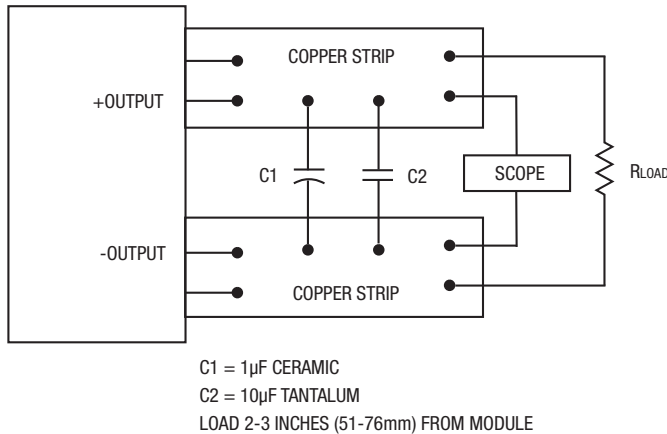 COPPER STRIP
+OUTPUT
C1
C2
SCOPE
RLOAD
-OUTPUT
COPPER STRIP
C1 = 1µF CERAMIC
C2 = 10µF TANTALUM
LOAD 2-3 INCHES (51-76mm) FROM MODULE